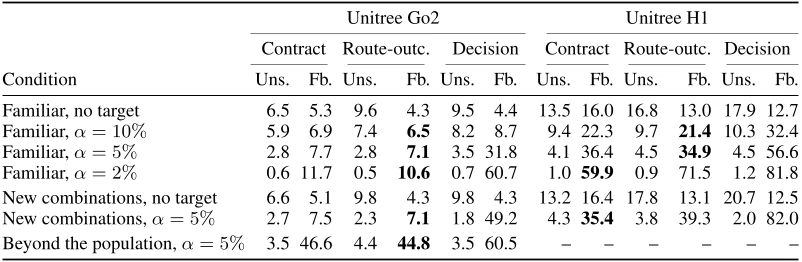 Unitree Go2 Unitree H1
Contract Route-outc. Decision Contract Route-outc. Decision
Condition Uns. Fb. Uns. Fb. Uns. Fb. Uns. Fb. Uns. Fb. Uns. Fb.
Familiar, no target 6.5 5.3 9.6 4.3 9.5 4.4 13.5 16.0 16.8 13.0 17.9 12.7
Familiar, α = 10% 5.9 6.9 7.4 6.5 8.2 8.7 9.4 22.3 9.7 21.4 10.3 32.4
Familiar, α = 5% 2.8 7.7 2.8 7.1 3.5 31.8 4.1 36.4 4.5 34.9 4.5 56.6
Familiar, α = 2% 0.6 11.7 0.5 10.6 0.7 60.7 1.0 59.9 0.9 71.5 1.2 81.8
New combinations, no target 6.6 5.1 9.8 4.3 9.8 4.3 13.2 16.4 17.8 13.1 20.7 12.5
New combinations, α = 5% 2.7 7.5 2.3 7.1 1.8 49.2 4.3 35.4 3.8 39.3 2.0 82.0
Beyond the population, α = 5% 3.5 46.6 4.4 44.8 3.5 60.5 – – – – – –